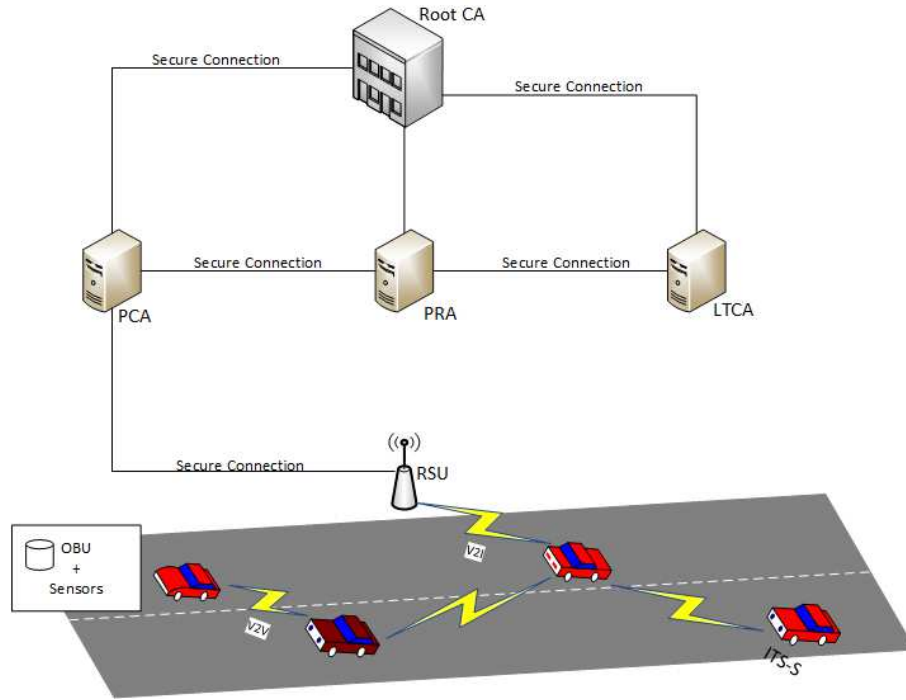 Root CA
Secure Connection
Secure Connection
Secure Connection
Secure Connection
PCA
PRA
LTCA
Secure Connection
RSU
V2I
OBU
+
Sensors
V2V
ITS-S